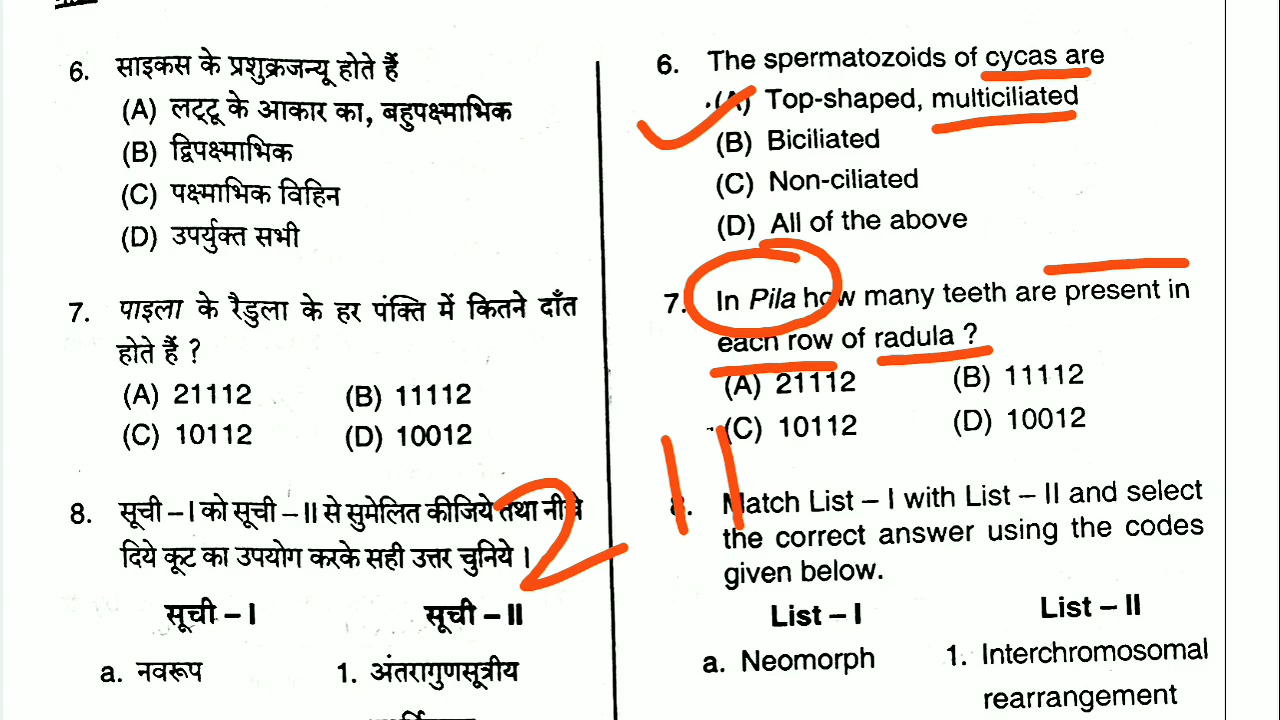 6. साइकस के प्रशुक्रजन्यू होते हैं
(A) लट्टू के आकार का, बहुपक्ष्माभिक
(B) द्विपक्ष्माभिक
(C) पक्ष्माभिक विहिन
(D) उपर्युक्त सभी
7. पाइला के रैडुला के हर पंक्ति में कितने दाँत
होते हैं ?
(A) 21112 (B) 11112
(C) 10112 (D) 10012
8. सूची – I को सूची – II से सुमेलित कीजिये तथा नीचे
दिये कूट का उपयोग करके सही उत्तर चुनिये ।
सूची – I सूची – II
a. नवरूप 1. अंतरागुणसूत्रीय
6. The spermatozoids of cycas are
(A) Top-shaped, multiciliated
(B) Biciliated
(C) Non-ciliated
(D) All of the above
7. In Pila how many teeth are present in
each row of radula ?
(A) 21112 (B) 11112
(C) 10112 (D) 10012
211
8. Match List – I with List – II and select
the correct answer using the codes
given below.
List – I List – II
a. Neomorph 1. Interchromosomal
rearrangement